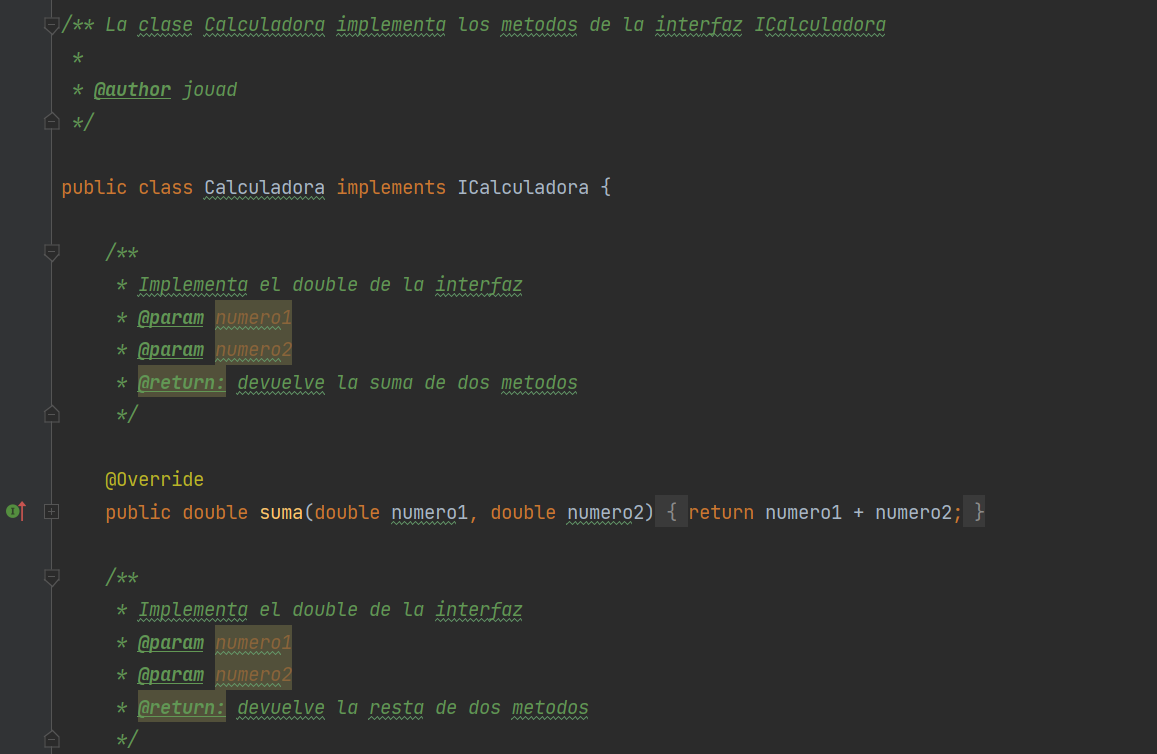 /** La clase Calculadora implementa los metodos de la interfaz ICalculadora
*
* @author jouad
*/
public class Calculadora implements ICalculadora {
/**
* Implementa el double de la interfaz
* @param numero1
* @param numero2
* @return: devuelve la suma de dos metodos
*/
@Override
public double suma(double numero1, double numero2) { return numero1 + numero2; }
/**
* Implementa el double de la interfaz
* @param numero1
* @param numero2
* @return: devuelve la resta de dos metodos
*/